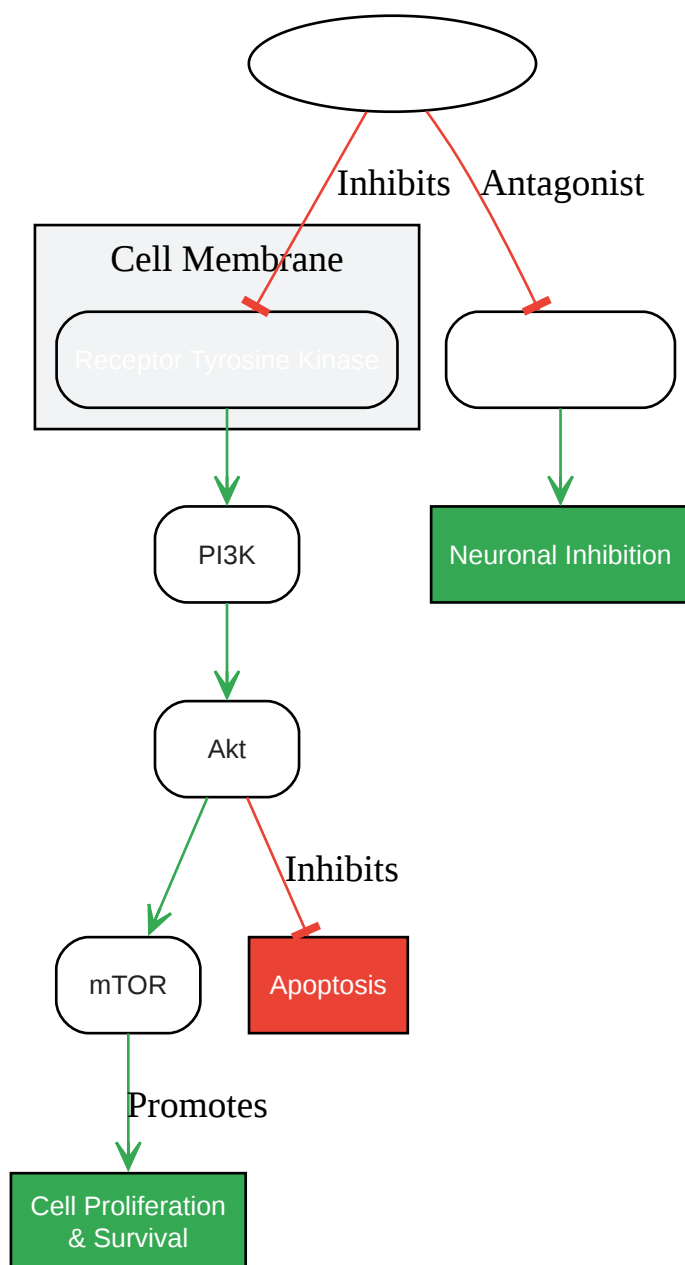 Inhibits
Antagonist
Cell Membrane
Receptor Tyrosine Kinase
PI3K
Neuronal Inhibition
Akt
Inhibits
mTOR
Apoptosis
Promotes
Cell Proliferation
& Survival